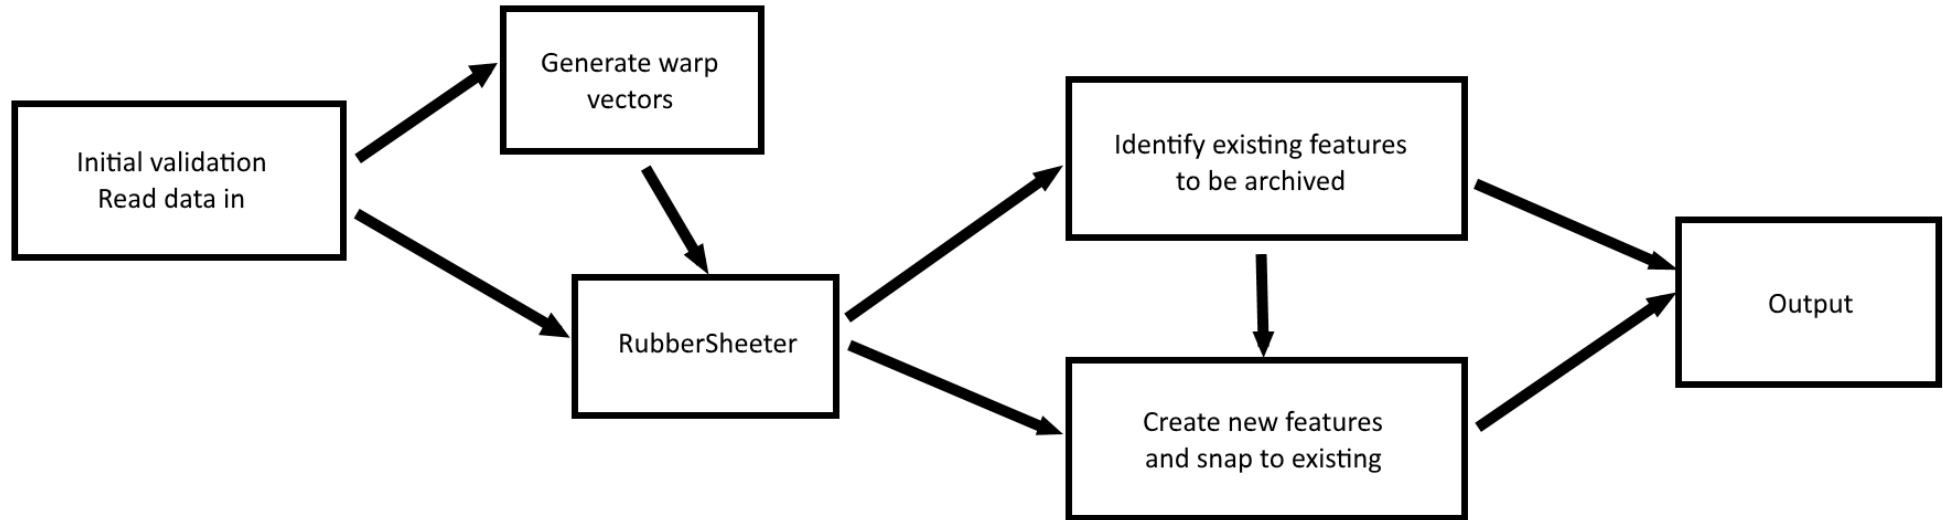 Initial validation
Read data in
Generate warp
vectors
RubberSheeter
Identify existing features
to be archived
Create new features
and snap to existing
Output